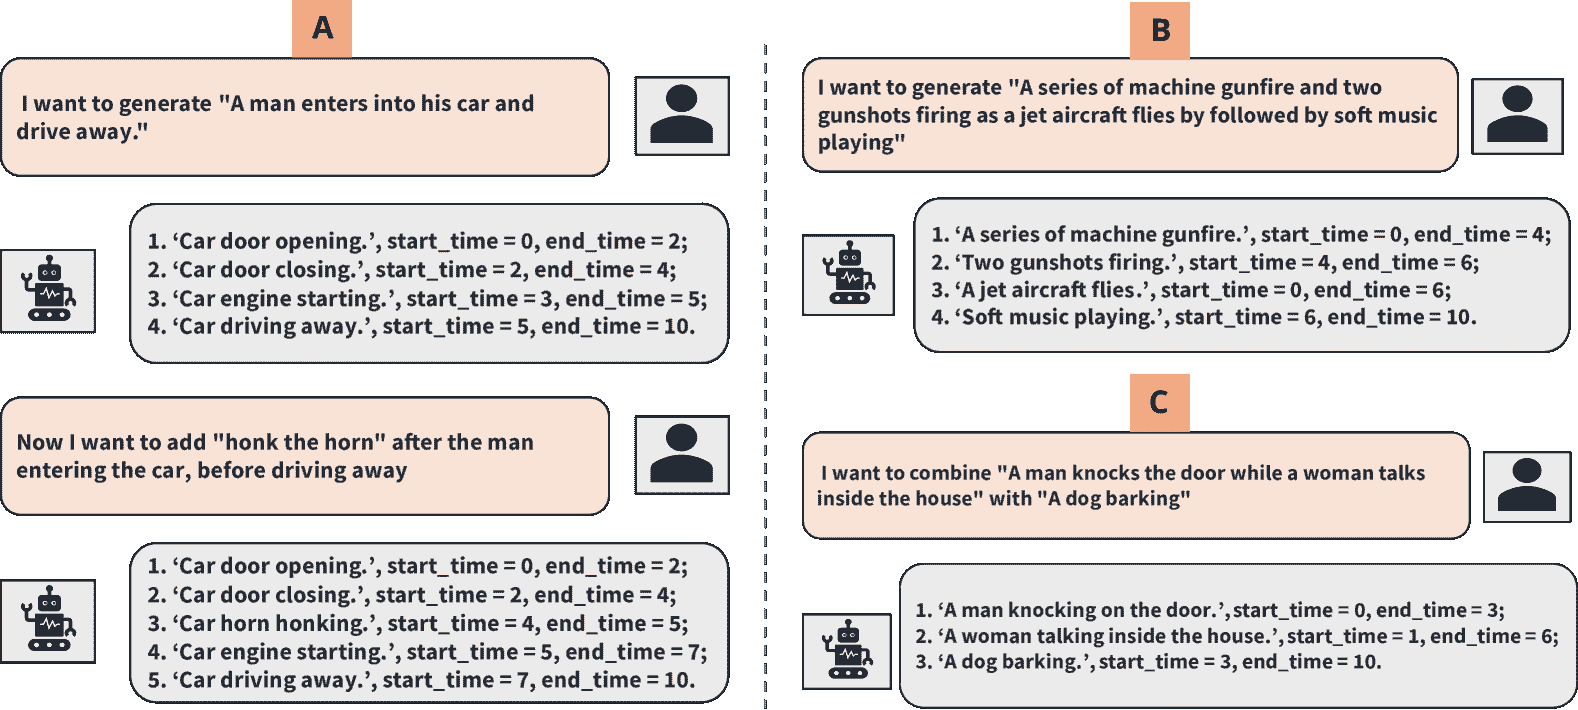 A
I want to generate "A man enters into his car and
drive away."
1. ‘Car door opening.’, start_time = 0, end_time = 2;
2. ‘Car door closing.’, start_time = 2, end_time = 4;
3. ‘Car engine starting.’, start_time = 3, end_time = 5;
4. ‘Car driving away.’, start_time = 5, end_time = 10.
Now I want to add "honk the horn" after the man
entering the car, before driving away
1. ‘Car door opening.’, start_time = 0, end_time = 2;
2. ‘Car door closing.’, start_time = 2, end_time = 4;
3. ‘Car horn honking.’, start_time = 4, end_time = 5;
4. ‘Car engine starting.’, start_time = 5, end_time = 7;
5. ‘Car driving away.’, start_time = 7, end_time = 10.
B
I want to generate "A series of machine gunfire and two
gunshots firing as a jet aircraft flies by followed by soft music
playing"
1. ‘A series of machine gunfire.’, start_time = 0, end_time = 4;
2. ‘Two gunshots firing.’, start_time = 4, end_time = 6;
3. ‘A jet aircraft flies.’, start_time = 0, end_time = 6;
4. ‘Soft music playing.’, start_time = 6, end_time = 10.
C
I want to combine "A man knocks the door while a woman talks
inside the house" with "A dog barking"
1. ‘A man knocking on the door.’, start_time = 0, end_time = 3;
2. ‘A woman talking inside the house.’, start_time = 1, end_time = 6;
3. ‘A dog barking.’, start_time = 3, end_time = 10.